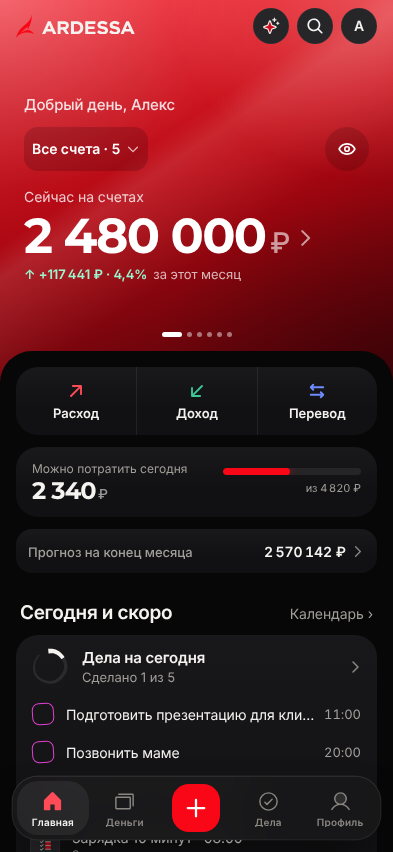 ARDESSA
A
Добрый день, Алекс
Все счета · 5
Сейчас на счетах
2 480 000 ₽
↑ +117 441 ₽ · 4,4% за этот месяц
Расход
Доход
Перевод
Можно потратить сегодня
2 340 ₽
из 4 820 ₽
Прогноз на конец месяца
2 570 142 ₽
Сегодня и скоро
Календарь ›
Дела на сегодня
Сделано 1 из 5
Подготовить презентацию для кли... 11:00
Позвонить маме 20:00
Главная
Деньги
Дела
Профиль